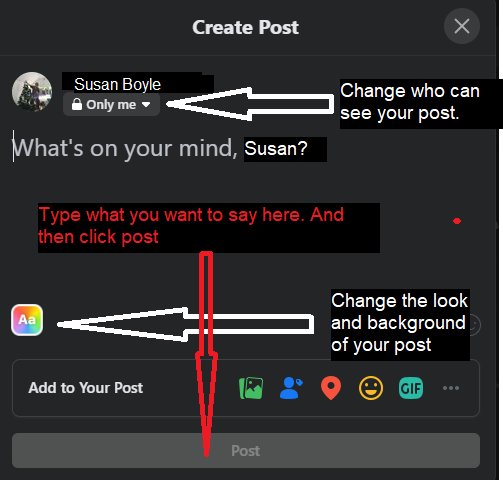 Create Post
Susan Boyle
Only me
Change who can
see your post.
What's on your mind, Susan?
Type what you want to say here. And
then click post
Aa
Change the look
and background
of your post
Add to Your Post
GIF
Post